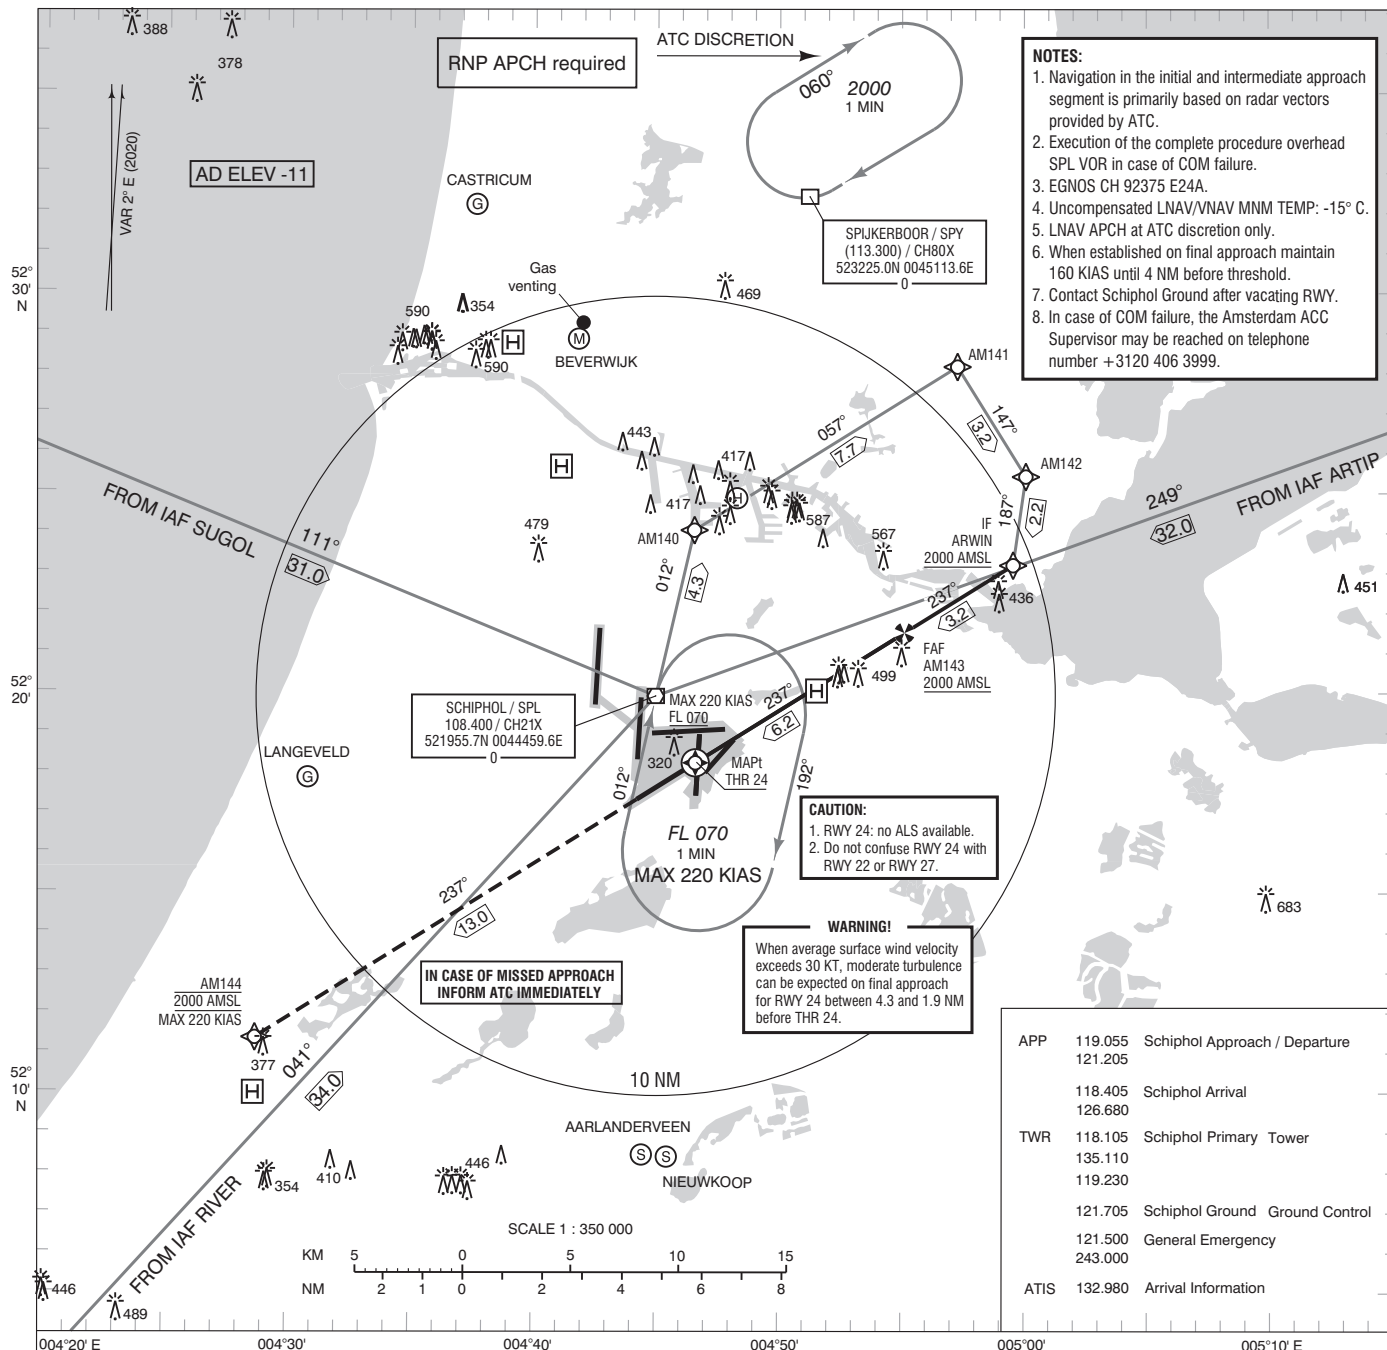 388
378
VAR 2° E (2020)
AD ELEV -11
RNP APCH required
ATC DISCRETION
060°
2000
1 MIN
NOTES:
1. Navigation in the initial and intermediate approach
segment is primarily based on radar vectors
provided by ATC.
2. Execution of the complete procedure overhead
SPL VOR in case of COM failure.
3. EGNOS CH 92375 E24A.
4. Uncompensated LNAV/VNAV MNM TEMP: -15° C.
5. LNAV APCH at ATC discretion only.
6. When established on final approach maintain
160 KIAS until 4 NM before threshold.
7. Contact Schiphol Ground after vacating RWY.
8. In case of COM failure, the Amsterdam ACC
Supervisor may be reached on telephone
number +3120 406 3999.
CASTRICUM
G
SPIJKERBOOR / SPY
(113.300) / CH80X
523225.0N 0045113.6E
0
52°
30'
N
Gas
venting
469
354
590
H
590
M
BEVERWIJK
AM141
057°
7.7
147°
3.2
443
417
H
AM142
417
H
587
187°
2.2
249°
32.0
FROM IAF ARTIP
FROM IAF SUGOL
111°
31.0
479
AM140
567
IF
ARWIN
2000 AMSL
012°
4.3
237°
3.2
436
451
FAF
AM143
2000 AMSL
499
52°
20'
SCHIPHOL / SPL
108.400 / CH21X
521955.7N 0044459.6E
0
MAX 220 KIAS
FL 070
237°
6.2
H
LANGEVELD
G
320
MAPt
THR 24
012°
192°
FL 070
1 MIN
MAX 220 KIAS
CAUTION:
1. RWY 24: no ALS available.
2. Do not confuse RWY 24 with
RWY 22 or RWY 27.
237°
13.0
683
WARNING!
When average surface wind velocity
exceeds 30 KT, moderate turbulence
can be expected on final approach
for RWY 24 between 4.3 and 1.9 NM
before THR 24.
IN CASE OF MISSED APPROACH
INFORM ATC IMMEDIATELY
AM144
2000 AMSL
MAX 220 KIAS
377
041°
34.0
52°
10'
N
H
10 NM
APP 119.055 Schiphol Approach / Departure
121.205
118.405 Schiphol Arrival
126.680
TWR 118.105 Schiphol Primary Tower
135.110
119.230
121.705 Schiphol Ground Ground Control
121.500 General Emergency
243.000
ATIS 132.980 Arrival Information
AARLANDERVEEN
S
S
NIEUWKOOP
354
410
446
FROM IAF RIVER
SCALE 1 : 350 000
KM 5 0 5 10 15
NM 2 1 0 2 4 6 8
446
489
004°20' E 004°30' 004°40' 004°50' 005°00' 005°10' E